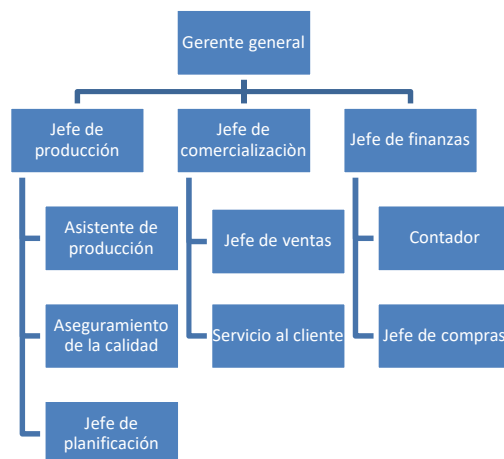 Gerente general
Jefe de
producción
Jefe de
comercializaciòn
Jefe de finanzas
Asistente de
producción
Jefe de ventas
Contador
Aseguramiento
de la calidad
Servicio al cliente
Jefe de compras
Jefe de
planificación